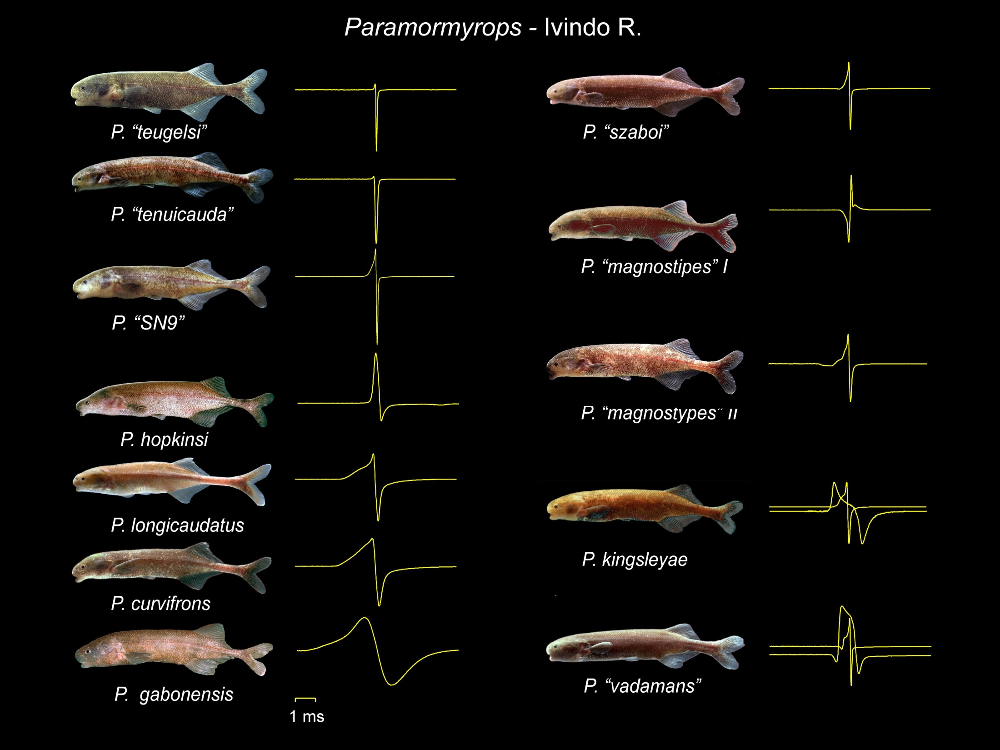 Paramormyrops - Ivindo R.
P. “teugelsi”
P. “tenuicauda”
P. “SN9”
P. hopkinsi
P. longicaudatus
P. curvifrons
P. gabonensis
1 ms
P. “szaboi”
P. “magnostipes” I
P. “magnostypes” II
P. kingsleyae
P. “vadamans”